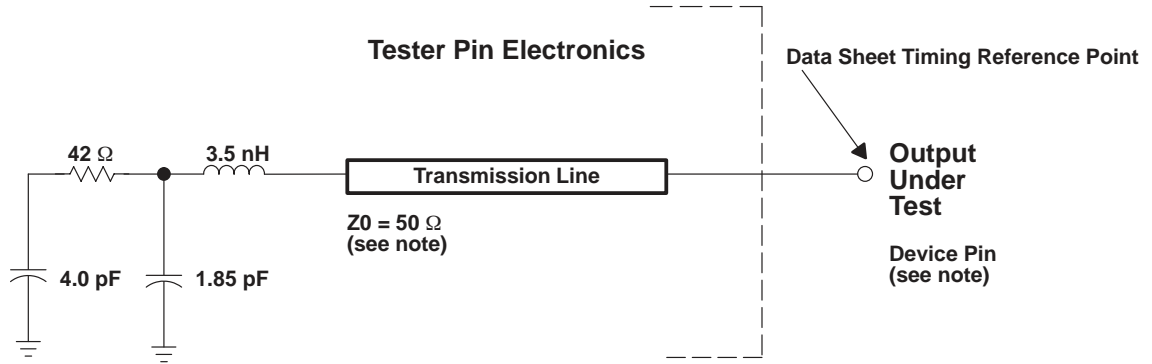 Tester Pin Electronics
Data Sheet Timing Reference Point
42 Ω
3.5 nH
Transmission Line
Output
Under
Test
Z0 = 50 Ω
(see note)
Device Pin
(see note)
4.0 pF
1.85 pF